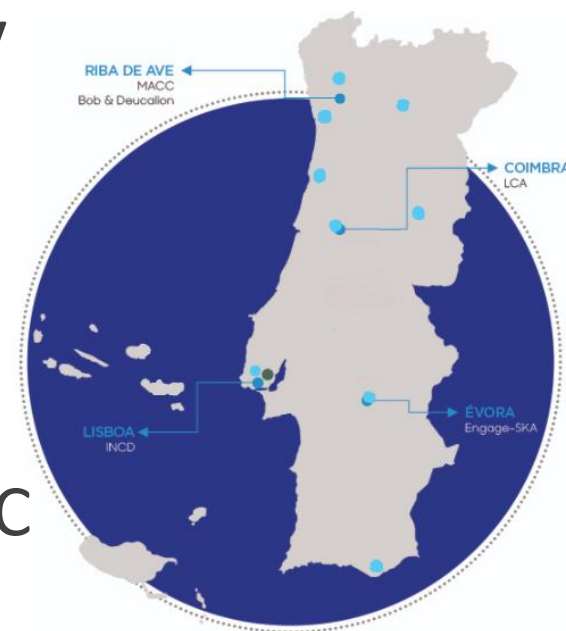 RIBA DE AVE
MACC
Bob & Deucalion
COIMBRA
LCA
ÉVORA
Engage-SKA
LISBOA
INCD
C